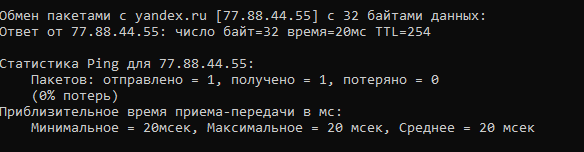 Обмен пакетами с yandex.ru [77.88.44.55] с 32 байтами данных:
Ответ от 77.88.44.55: число байт=32 время=20мс TTL=254
Статистика Ping для 77.88.44.55:
Пакетов: отправлено = 1, получено = 1, потеряно = 0
(0% потерь)
Приблизительное время приема-передачи в мс:
Минимальное = 20мсек, Максимальное = 20 мсек, Среднее = 20 мсек